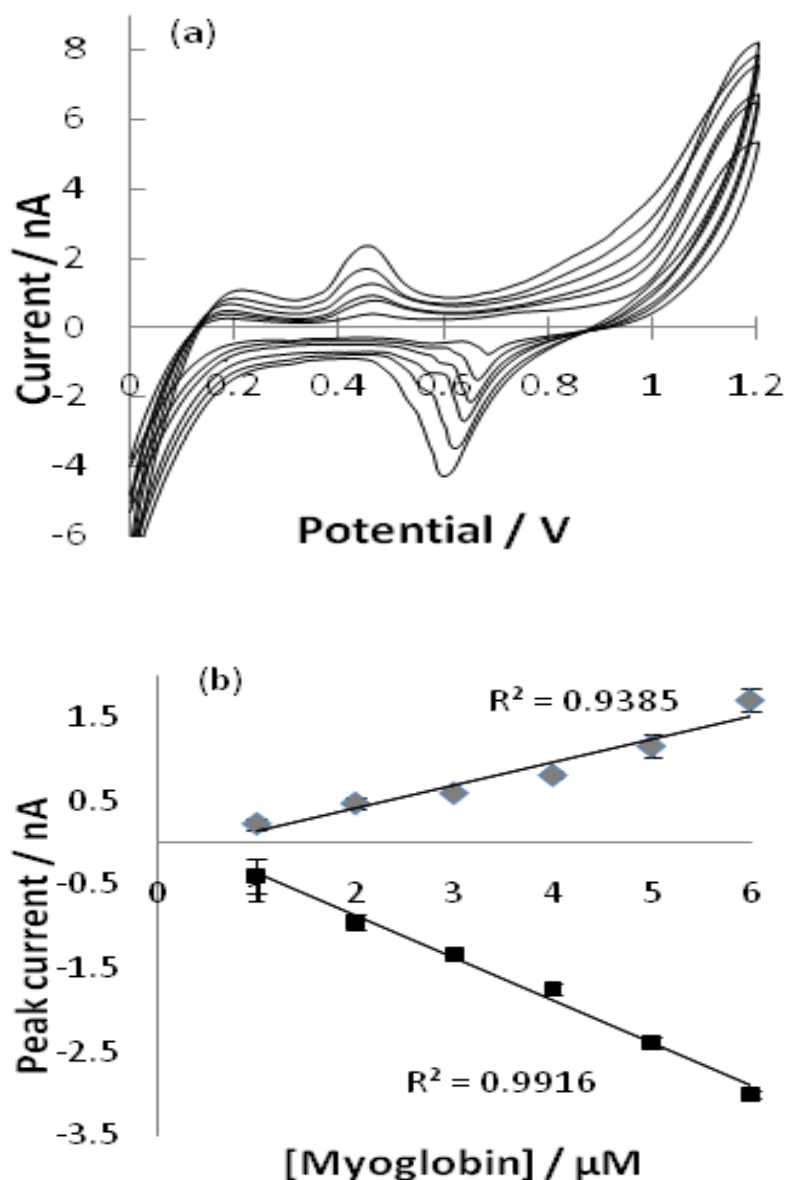 (a)
8
6
4
2
0
-2
-4
-6
0 0.2 0.4 0.6 0.8 1 1.2
Current / nA
Potential / V
(b)
R² = 0.9385
1.5
0.5
-0.5
-1.5
-2.5
-3.5
0 1 2 3 4 5 6
R² = 0.9916
Peak current / nA
[Myoglobin] / µM